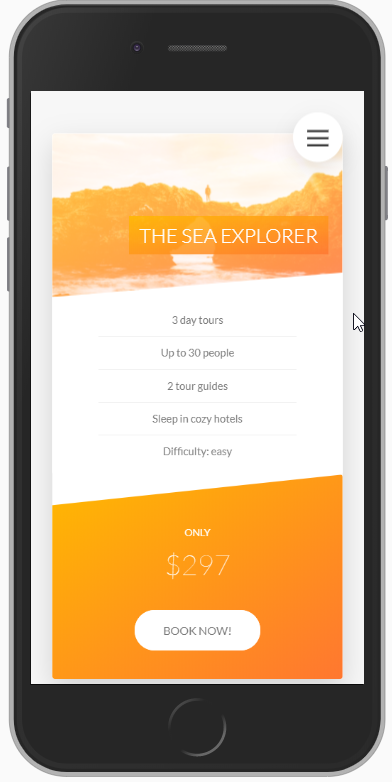 THE SEA EXPLORER
3 day tours
Up to 30 people
2 tour guides
Sleep in cozy hotels
Difficulty: easy
ONLY
$297
BOOK NOW!